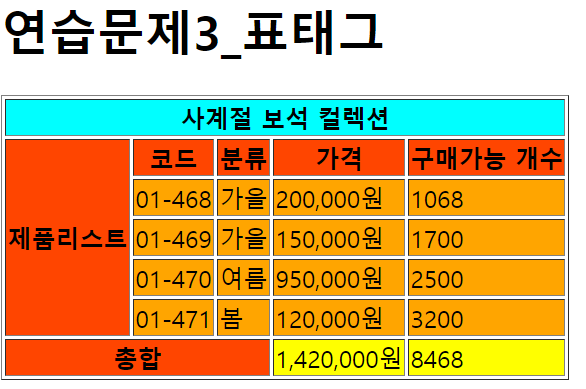 연습문제3_표태그
사계절 보석 컬렉션
제품리스트 코드 분류 가격 구매가능 개수
01-468 가을 200,000원 1068
01-469 가을 150,000원 1700
01-470 여름 950,000원 2500
01-471 봄 120,000원 3200
총합 1,420,000원 8468